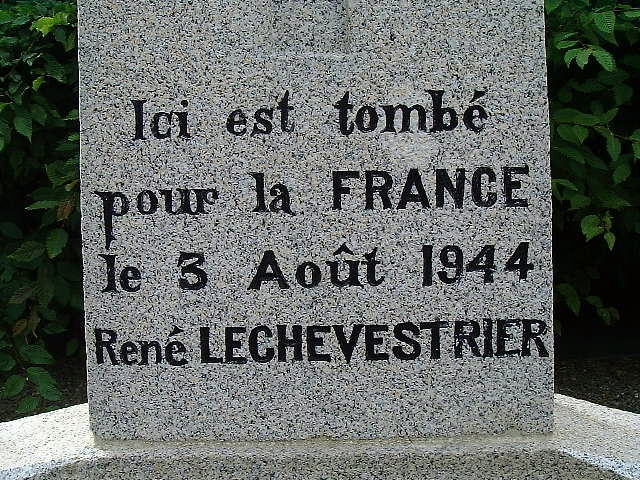 Ici est tombé
pour la FRANCE
le 3 Août 1944
René LECHEVESTRIER